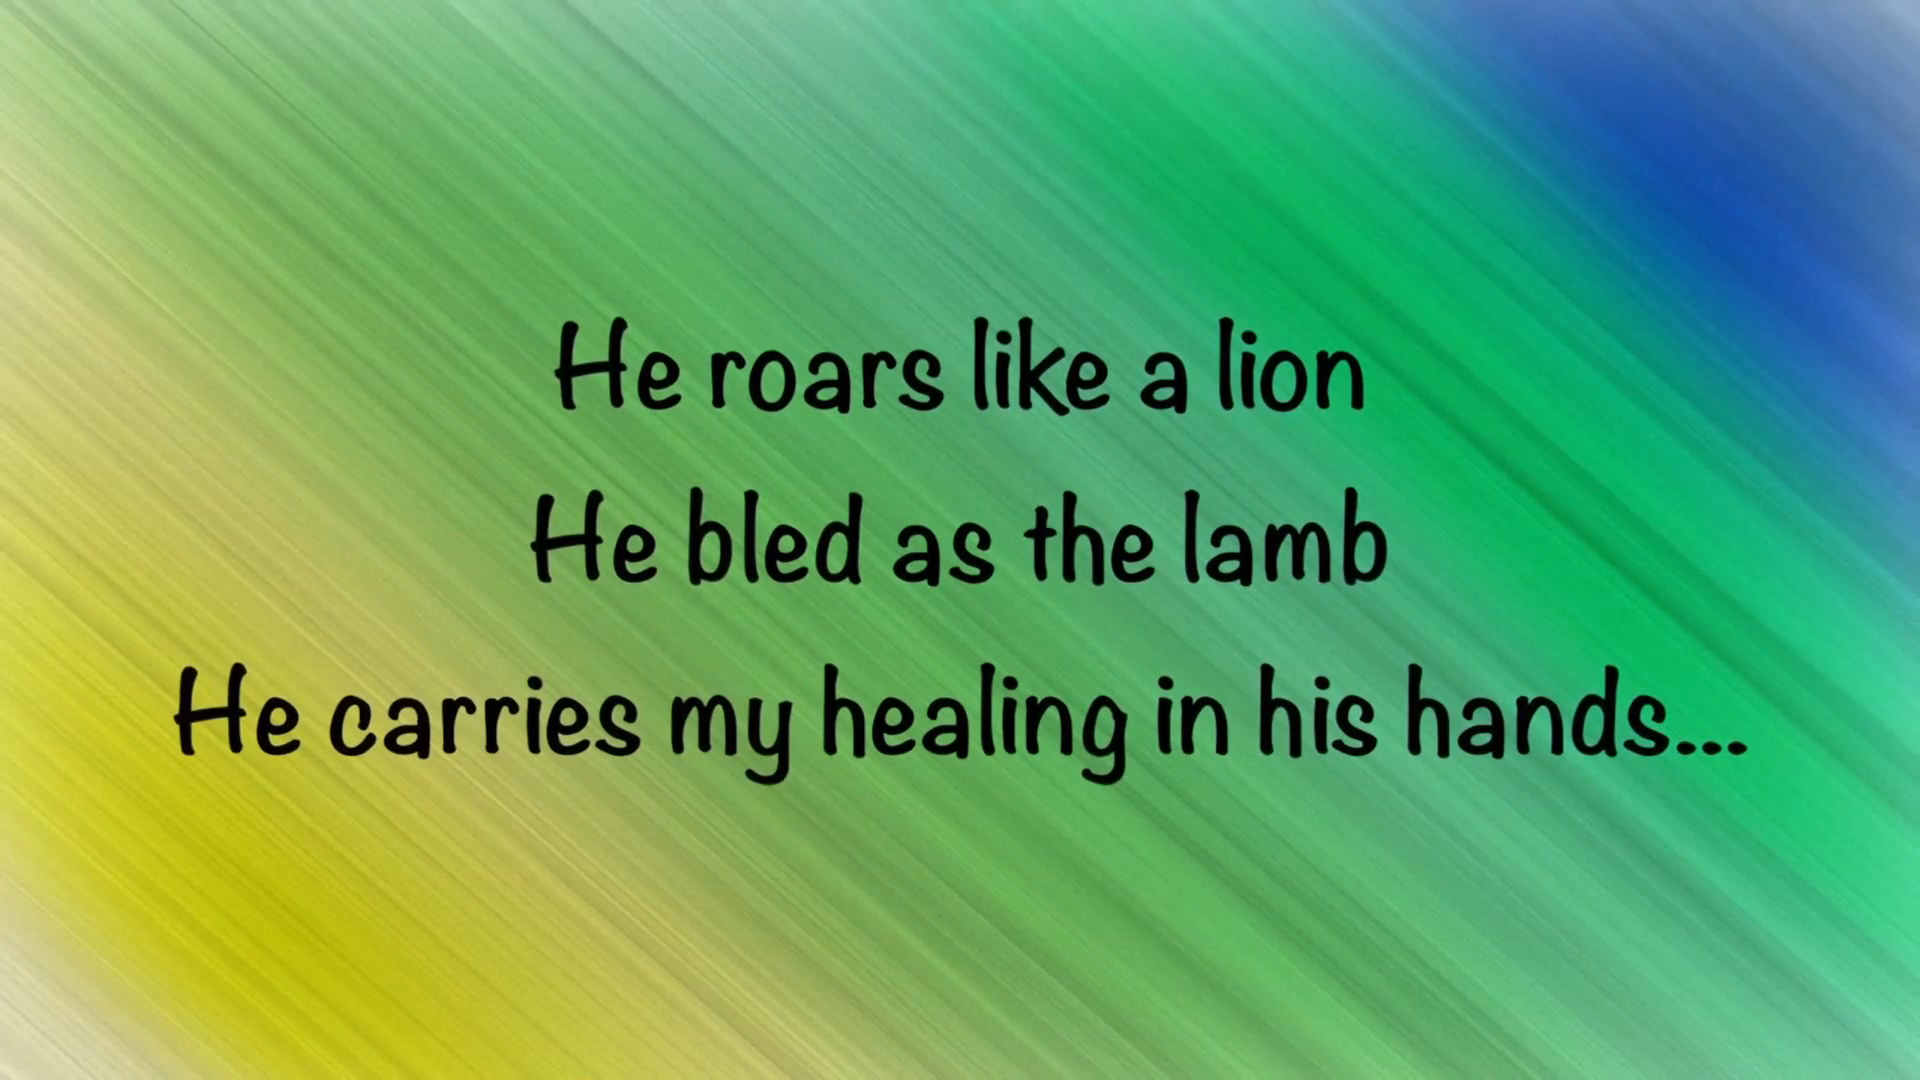 He roars like a lion
He bled as the lamb
He carries my healing in his hands...